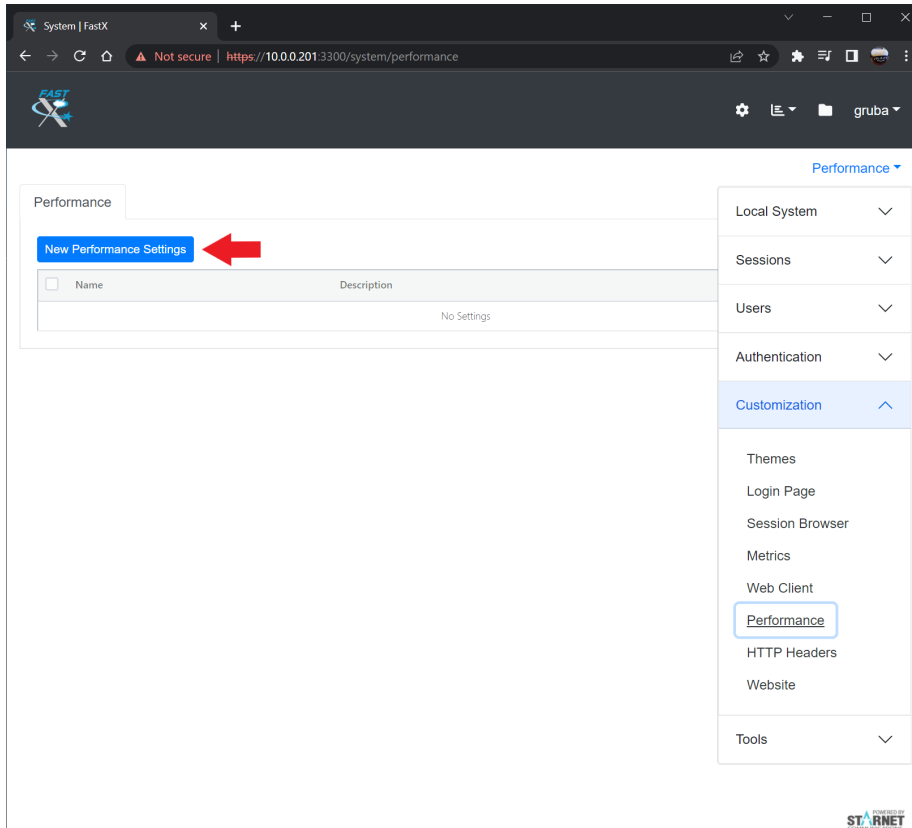 System | FastX
Not secure | https://10.0.0.201:3300/system/performance
FAST
X
gruba
Performance
Performance
New Performance Settings
Name Description
No Settings
Local System
Sessions
Users
Authentication
Customization
Themes
Login Page
Session Browser
Metrics
Web Client
Performance
HTTP Headers
Website
Tools
POWERED BY
STARNET